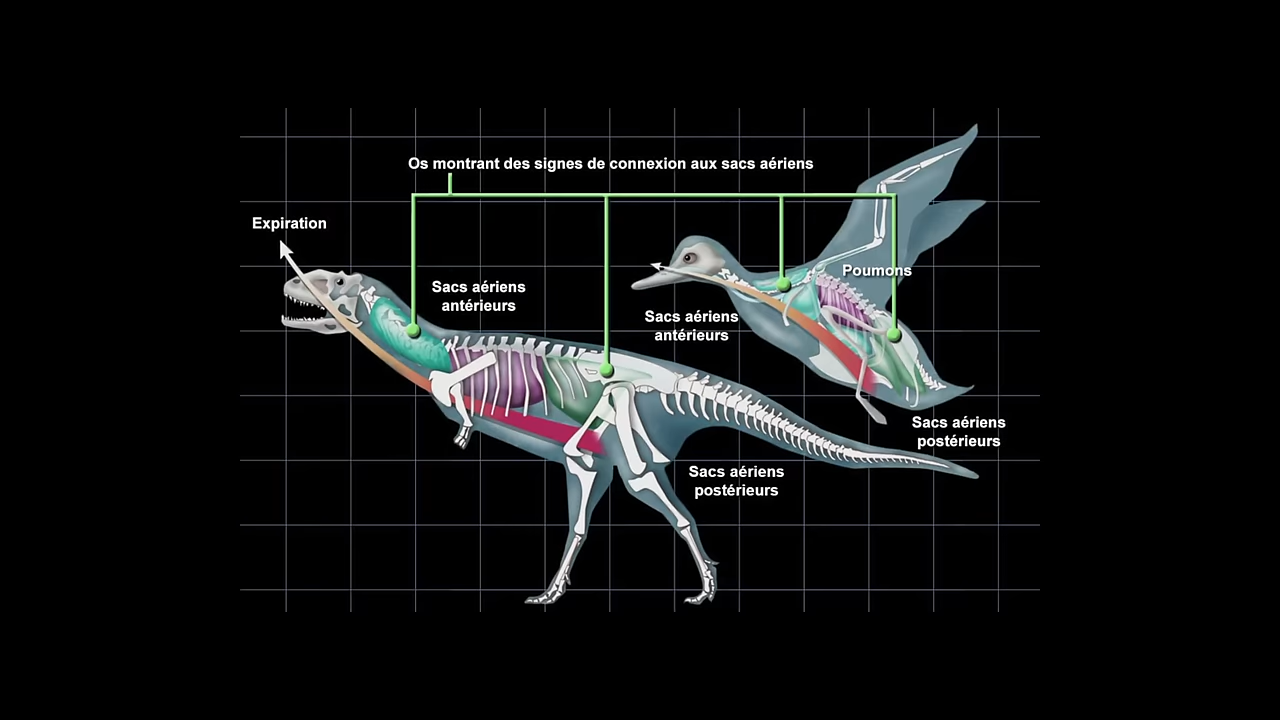 Os montrant des signes de connexion aux sacs aériens
Expiration
Poumons
Sacs aériens
antérieurs
Sacs aériens
antérieurs
Sacs aériens
postérieurs
Sacs aériens
postérieurs